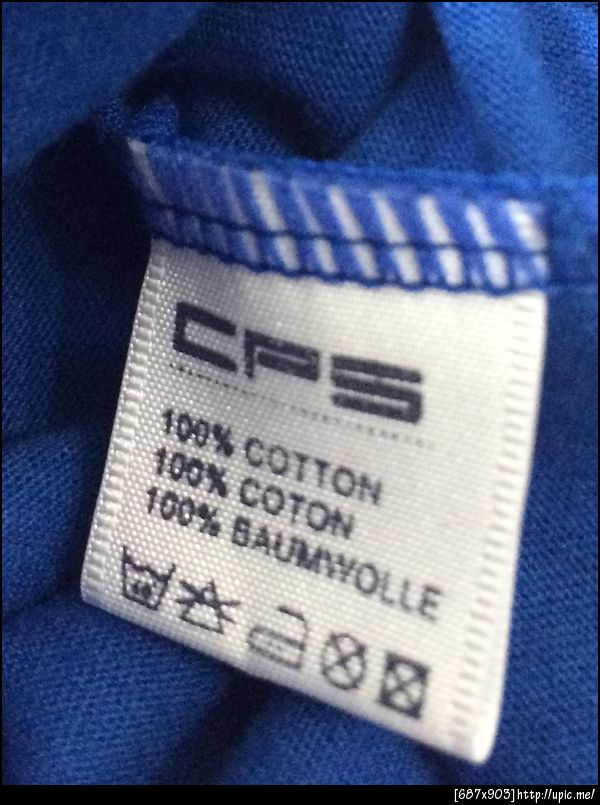 CPS
100% COTTON
100% COTON
100% BAUMWOLLE
[687x903]http://upic.me/